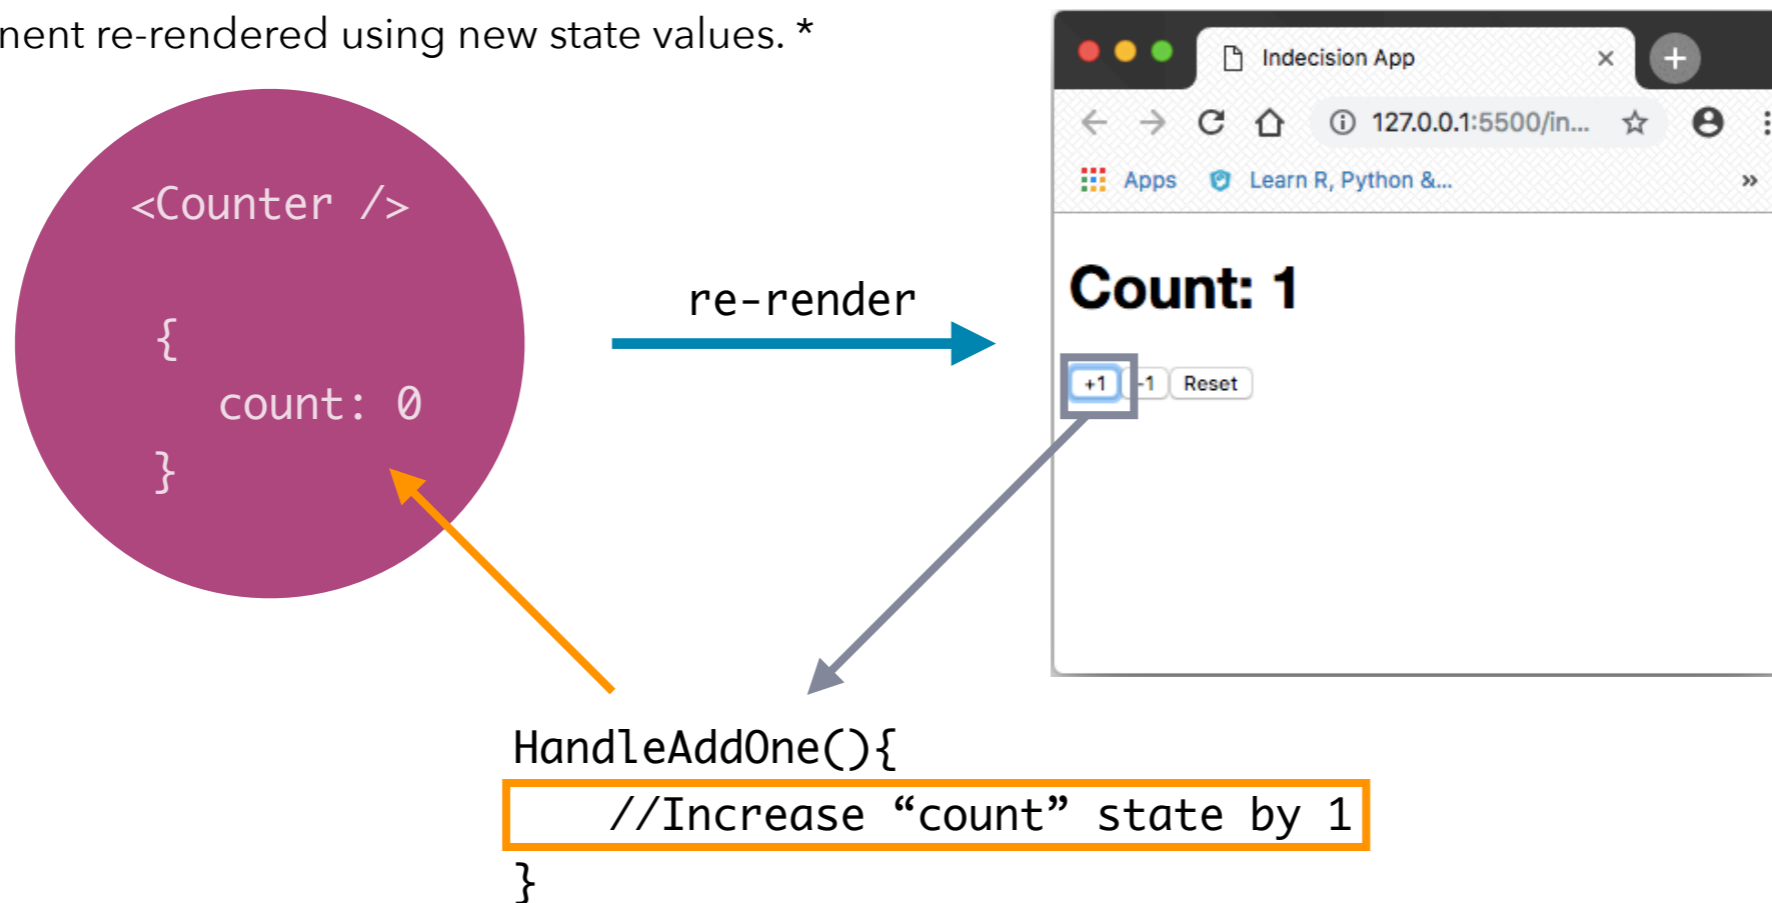 re-rendered using new state values. *
<Counter />
{
count: 0
}
re-render
Indecision App
127.0.0.1:5500/in...
Apps
Learn R, Python &...
»
Count: 1
+1
-1
Reset
HandleAddOne(){
//Increase “count” state by 1
}